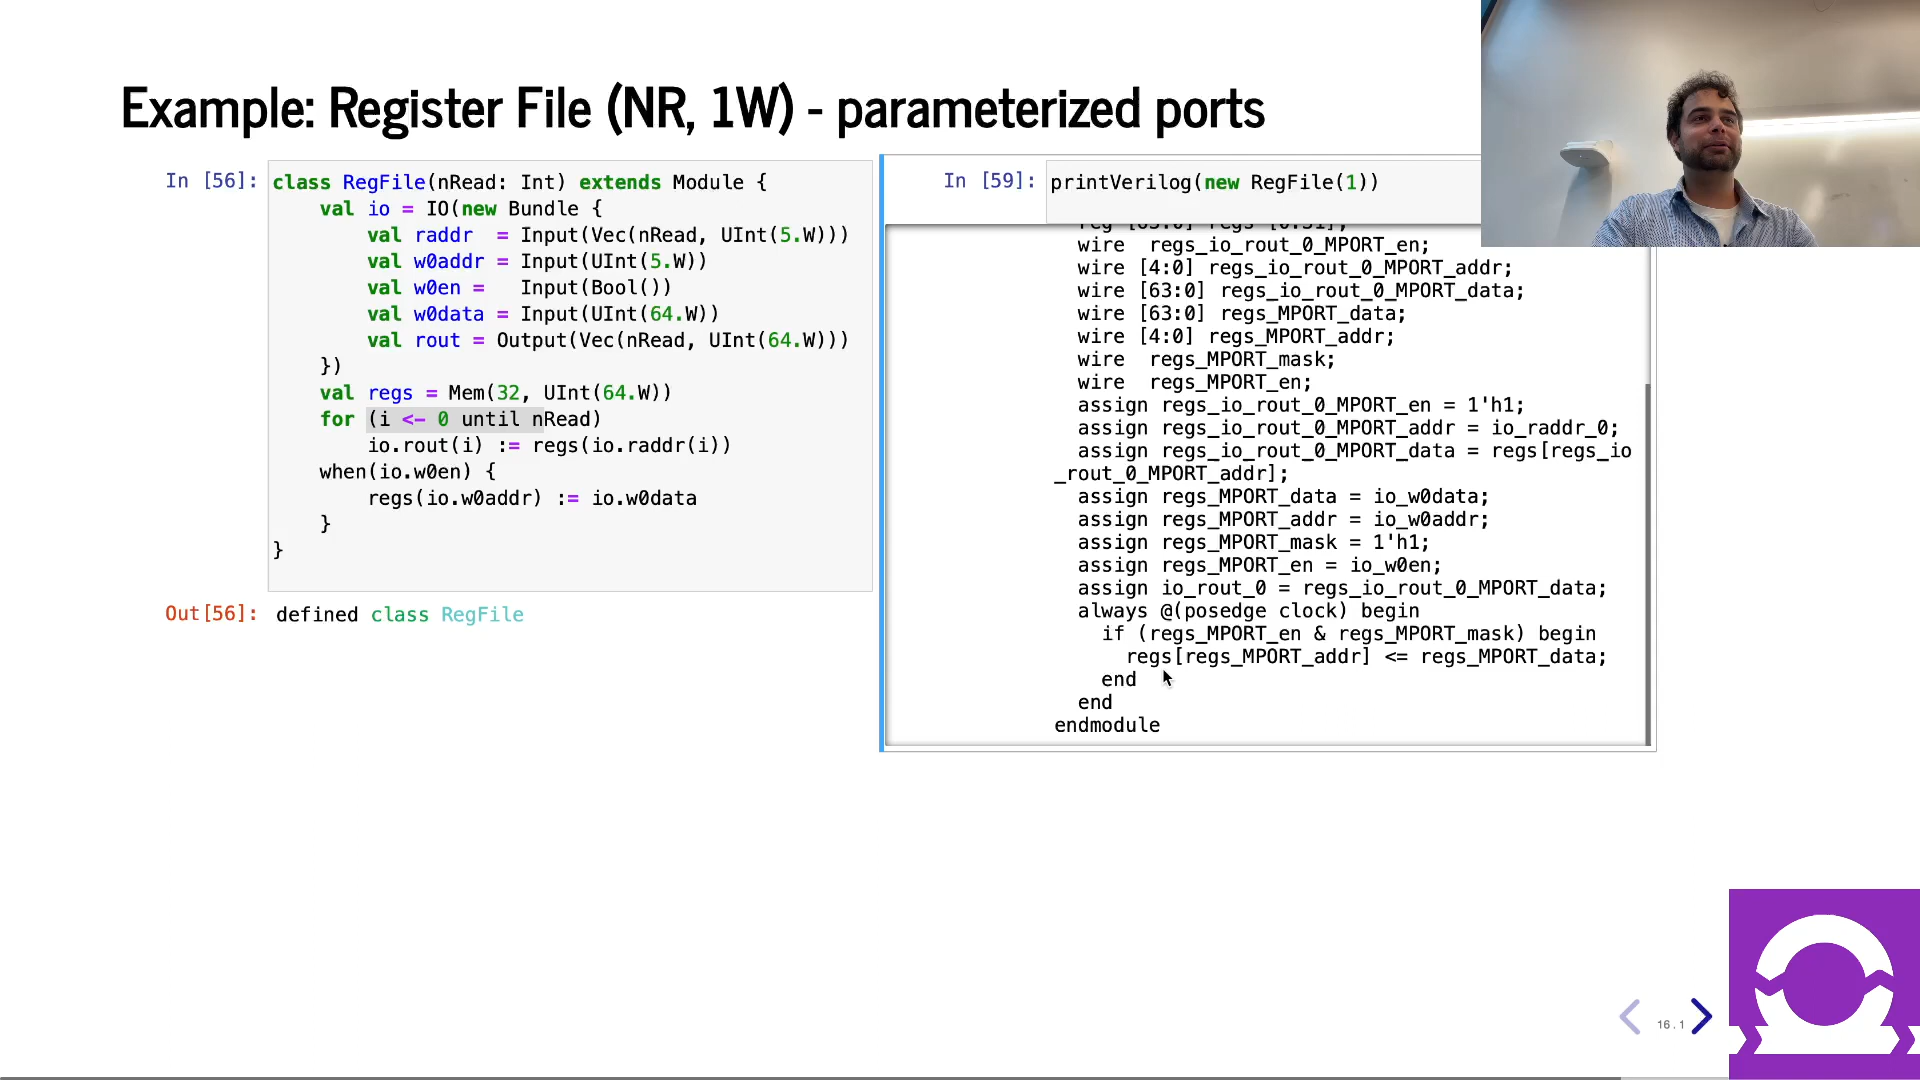 Example: Register File (NR, 1W) - parameterized ports
In [56]:
class RegFile(nRead: Int) extends Module {
    val io = IO(new Bundle {
        val raddr  = Input(Vec(nRead, UInt(5.W)))
        val w0addr = Input(UInt(5.W))
        val w0en =   Input(Bool())
        val w0data = Input(UInt(64.W))
        val rout = Output(Vec(nRead, UInt(64.W)))
    })
    val regs = Mem(32, UInt(64.W))
    for (i <- 0 until nRead)
        io.rout(i) := regs(io.raddr(i))
    when(io.w0en) {
        regs(io.w0addr) := io.w0data
    }
}
Out[56]: defined class RegFile
In [59]: printVerilog(new RegFile(1))
  reg [63:0] regs [0:31];
  wire  regs_io_rout_0_MPORT_en;
  wire [4:0] regs_io_rout_0_MPORT_addr;
  wire [63:0] regs_io_rout_0_MPORT_data;
  wire [63:0] regs_MPORT_data;
  wire [4:0] regs_MPORT_addr;
  wire  regs_MPORT_mask;
  wire  regs_MPORT_en;
  assign regs_io_rout_0_MPORT_en = 1'h1;
  assign regs_io_rout_0_MPORT_addr = io_raddr_0;
  assign regs_io_rout_0_MPORT_data = regs[regs_io
_rout_0_MPORT_addr];
  assign regs_MPORT_data = io_w0data;
  assign regs_MPORT_addr = io_w0addr;
  assign regs_MPORT_mask = 1'h1;
  assign regs_MPORT_en = io_w0en;
  assign io_rout_0 = regs_io_rout_0_MPORT_data;
  always @(posedge clock) begin
    if (regs_MPORT_en & regs_MPORT_mask) begin
      regs[regs_MPORT_addr] <= regs_MPORT_data;
    end
  end
endmodule
16.1